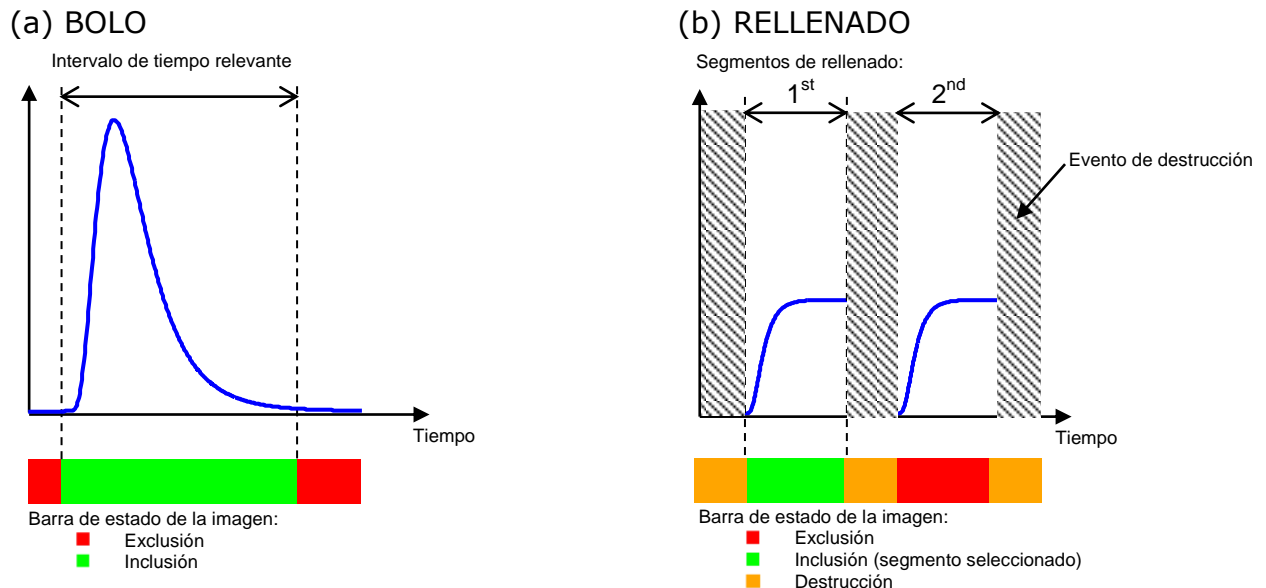 (a) BOLO
Intervalo de tiempo relevante
Tiempo
Barra de estado de la imagen:
Exclusión
Inclusión
(b) RELLENADO
Segmentos de rellenado:
1st
2nd
Evento de destrucción
Tiempo
Barra de estado de la imagen:
Exclusión
Inclusión (segmento seleccionado)
Destrucción